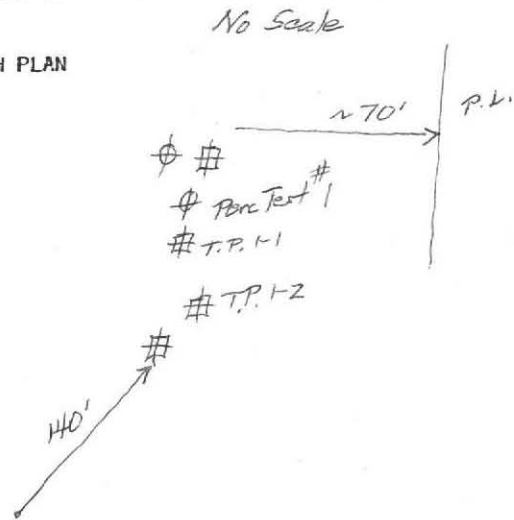 No Scale
H PLAN
~70'
P.L.
Perc Test #1
T.P. 1-1
T.P. 1-2
140'